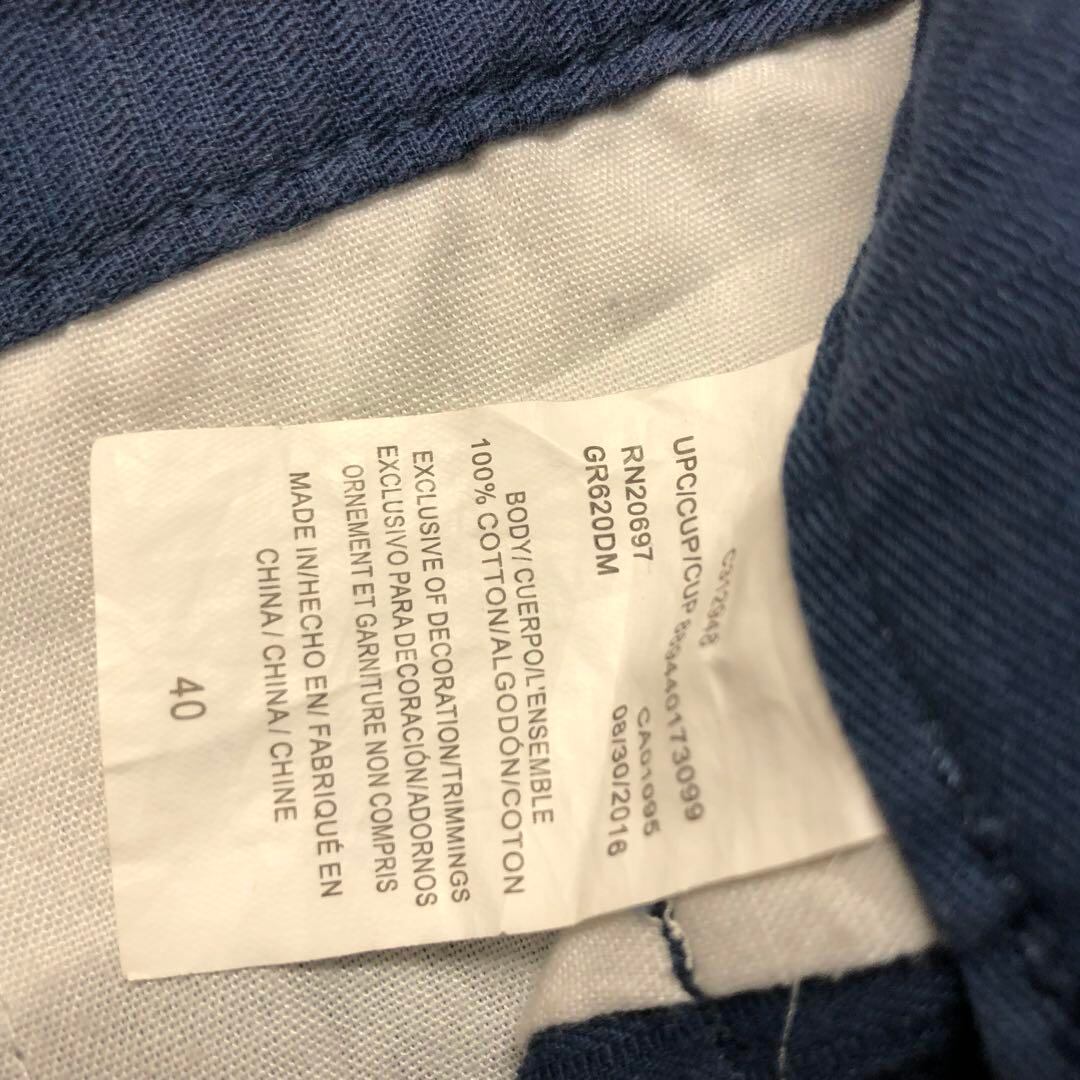 UPC/CUP/CUP 889440173099
RN20697 CA01095
GR620DM 08/30/2016
BODY/ CUERPO/L'ENSEMBLE
100% COTTON/ALGODÓN/COTON
EXCLUSIVE OF DECORATION/TRIMMINGS
EXCLUSIVO PARA DECORACIÓN/ADORNOS
ORNEMENT ET GARNITURE NON COMPRIS
MADE IN/HECHO EN/ FABRIQUÉ EN
CHINA / CHINA / CHINE
40